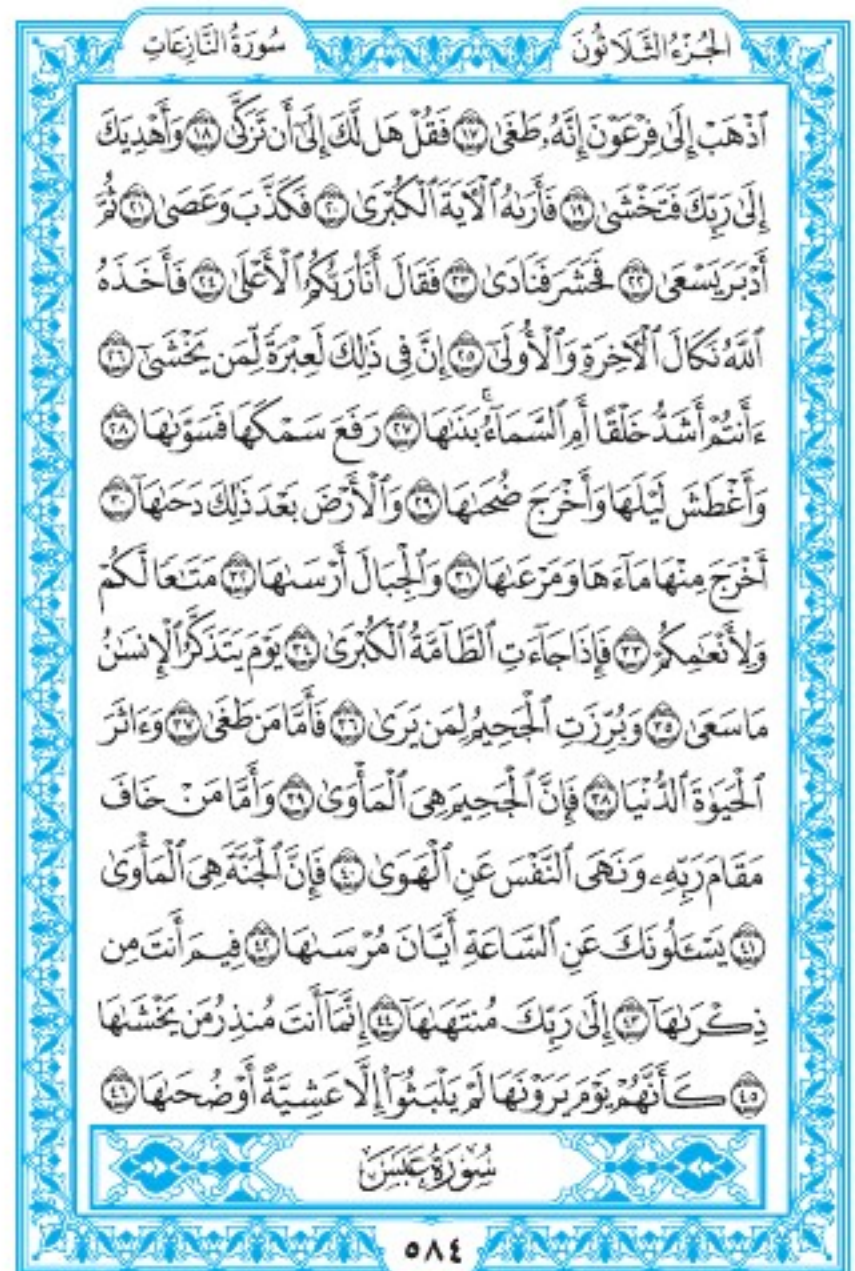 الجُزْءُ الثَّلَاثُونَ
سُورَةُ النَّازِعَاتِ
ٱذْهَبْ إِلَىٰ فِرْعَوْنَ إِنَّهُۥ طَغَىٰ ١٧ فَقُلْ هَل لَّكَ إِلَىٰٓ أَن تَزَكَّىٰ ١٨ وَأَهْدِيَكَ
إِلَىٰ رَبِّكَ فَتَخْشَىٰ ١٩ فَأَرَىٰهُ ٱلْأٓيَةَ ٱلْكُبْرَىٰ ٢٠ فَكَذَّبَ وَعَصَىٰ ٢١ ثُمَّ
أَدْبَرَ يَسْعَىٰ ٢٢ فَحَشَرَ فَنَادَىٰ ٢٣ فَقَالَ أَنَا۠ رَبُّكُمُ ٱلْأَعْلَىٰ ٢٤ فَأَخَذَهُ
ٱللَّهُ نَكَالَ ٱلْأٓخِرَةِ وَٱلْأُولَىٰٓ ٢٥ إِنَّ فِى ذَٰلِكَ لَعِبْرَةً لِّمَن يَخْشَىٰٓ ٢٦
ءَأَنتُمْ أَشَدُّ خَلْقًا أَمِ ٱلسَّمَآءُ ۚ بَنَىٰهَا ٢٧ رَفَعَ سَمْكَهَا فَسَوَّىٰهَا ٢٨
وَأَغْطَشَ لَيْلَهَا وَأَخْرَجَ ضُحَىٰهَا ٢٩ وَٱلْأَرْضَ بَعْدَ ذَٰلِكَ دَحَىٰهَآ ٣٠
أَخْرَجَ مِنْهَا مَآءَهَا وَمَرْعَىٰهَا ٣١ وَٱلْجِبَالَ أَرْسَىٰهَا ٣٢ مَتَٰعًا لَّكُمْ
وَلِأَنْعَٰمِكُمْ ٣٣ فَإِذَا جَآءَتِ ٱلطَّآمَّةُ ٱلْكُبْرَىٰ ٣٤ يَوْمَ يَتَذَكَّرُ ٱلْإِنسَٰنُ
مَا سَعَىٰ ٣٥ وَبُرِّزَتِ ٱلْجَحِيمُ لِمَن يَرَىٰ ٣٦ فَأَمَّا مَن طَغَىٰ ٣٧ وَءَاثَرَ
ٱلْحَيَوٰةَ ٱلدُّنْيَا ٣٨ فَإِنَّ ٱلْجَحِيمَ هِىَ ٱلْمَأْوَىٰ ٣٩ وَأَمَّا مَنْ خَافَ
مَقَامَ رَبِّهِۦ وَنَهَى ٱلنَّفْسَ عَنِ ٱلْهَوَىٰ ٤٠ فَإِنَّ ٱلْجَنَّةَ هِىَ ٱلْمَأْوَىٰ
٤١ يَسْـَٔلُونَكَ عَنِ ٱلسَّاعَةِ أَيَّانَ مُرْسَىٰهَا ٤٢ فِيمَ أَنتَ مِن
ذِكْرَىٰهَآ ٤٣ إِلَىٰ رَبِّكَ مُنتَهَىٰهَآ ٤٤ إِنَّمَآ أَنتَ مُنذِرُ مَن يَخْشَىٰهَا
٤٥ كَأَنَّهُمْ يَوْمَ يَرَوْنَهَا لَمْ يَلْبَثُوٓا۟ إِلَّا عَشِيَّةً أَوْ ضُحَىٰهَا ٤٦
سُورَةُ عَبَسَ
٥٨٤